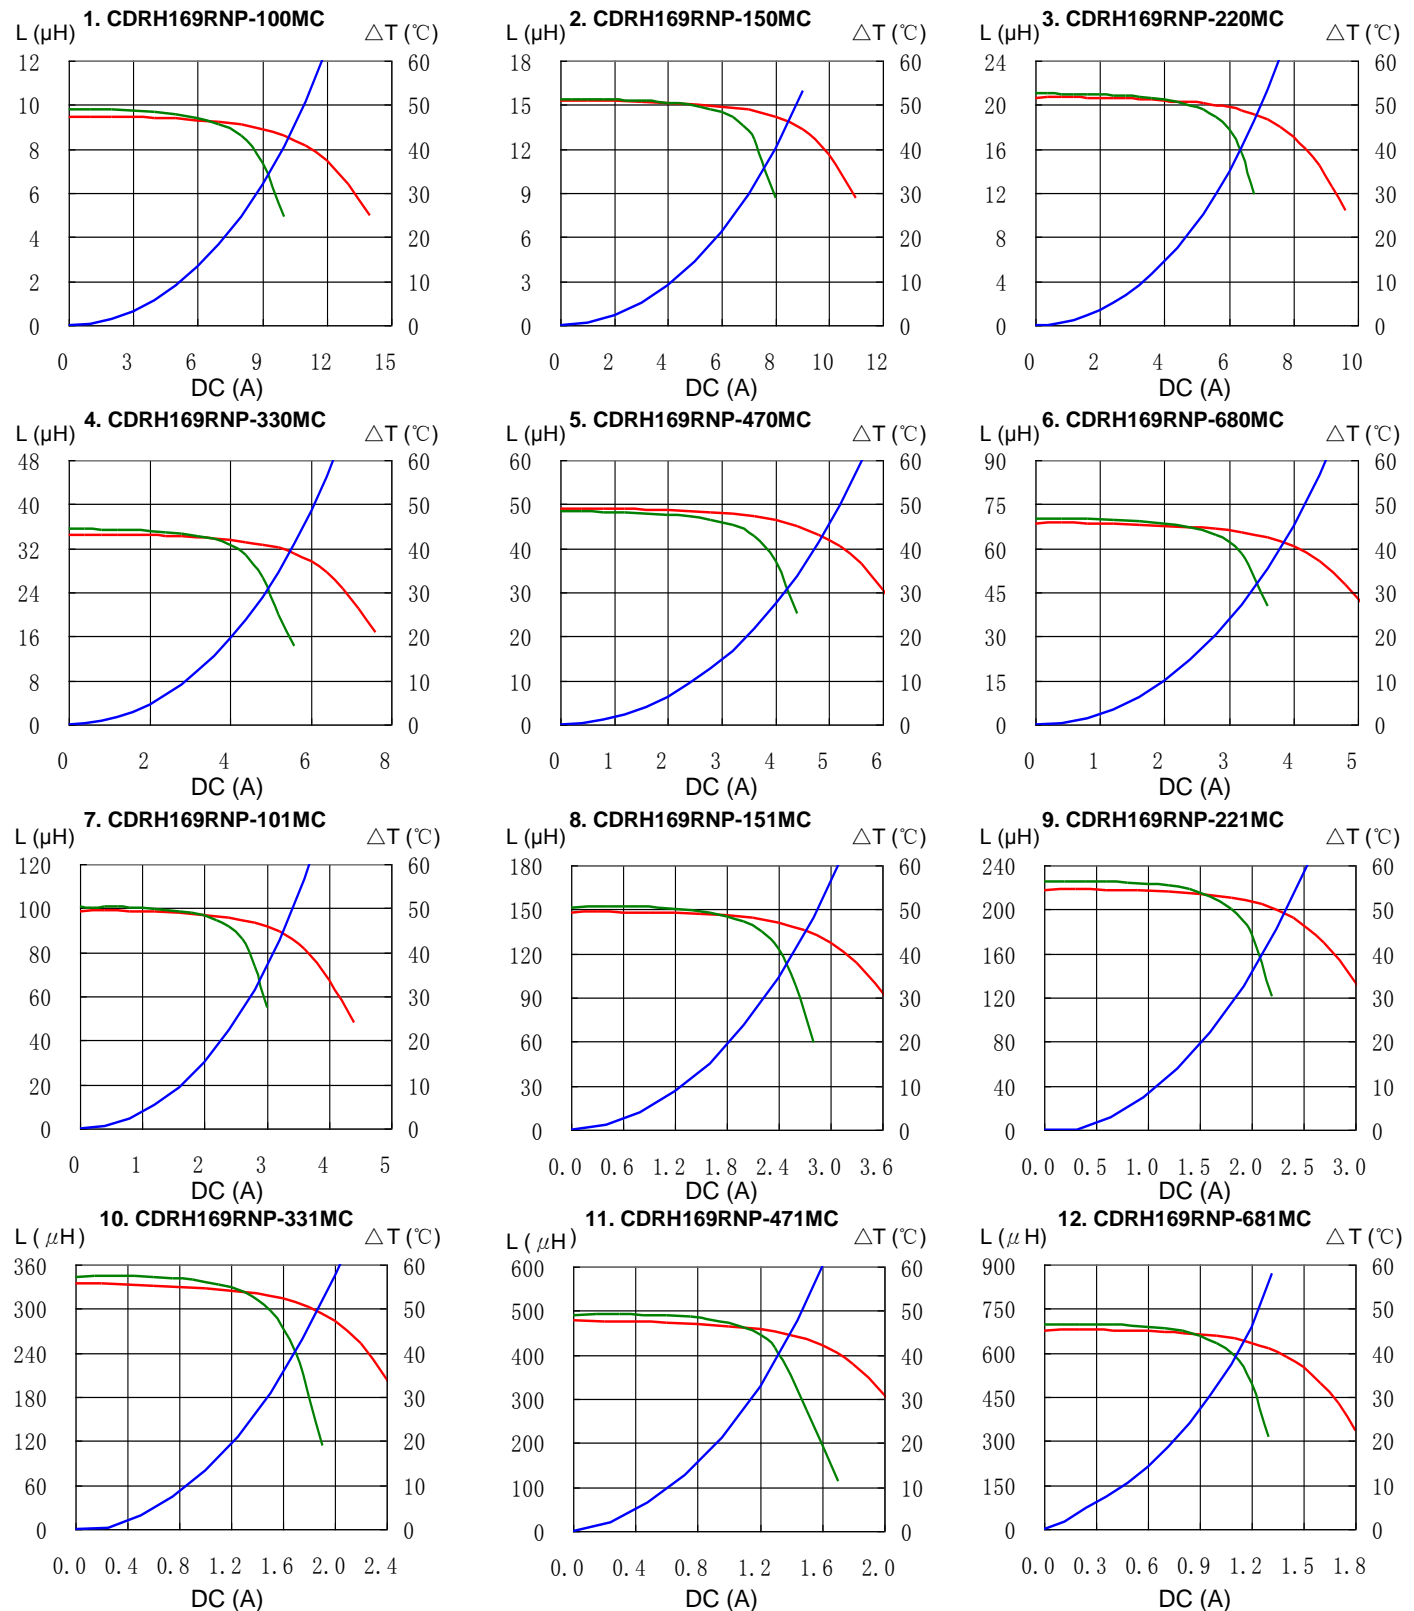 1. CDRH169RNP-100MC
L (μH) △T (℃)
12 60
10 50
8 40
6 30
4 20
2 10
0 0
0 3 6 9 12 15
DC (A)
2. CDRH169RNP-150MC
L (μH) △T (℃)
18 60
15 50
12 40
9 30
6 20
3 10
0 0
0 2 4 6 8 10 12
DC (A)
3. CDRH169RNP-220MC
L (μH) △T (℃)
24 60
20 50
16 40
12 30
8 20
4 10
0 0
0 2 4 6 8 10
DC (A)
4. CDRH169RNP-330MC
L (μH) △T (℃)
48 60
40 50
32 40
24 30
16 20
8 10
0 0
0 2 4 6 8
DC (A)
5. CDRH169RNP-470MC
L (μH) △T (℃)
60 60
50 50
40 40
30 30
20 20
10 10
0 0
0 1 2 3 4 5 6
DC (A)
6. CDRH169RNP-680MC
L (μH) △T (℃)
90 60
75 50
60 40
45 30
30 20
15 10
0 0
0 1 2 3 4 5
DC (A)
7. CDRH169RNP-101MC
L (μH) △T (℃)
120 60
100 50
80 40
60 30
40 20
20 10
0 0
0 1 2 3 4 5
DC (A)
8. CDRH169RNP-151MC
L (μH) △T (℃)
180 60
150 50
120 40
90 30
60 20
30 10
0 0
0.0 0.6 1.2 1.8 2.4 3.0 3.6
DC (A)
9. CDRH169RNP-221MC
L (μH) △T (℃)
240 60
200 50
160 40
120 30
80 20
40 10
0 0
0.0 0.5 1.0 1.5 2.0 2.5 3.0
DC (A)
10. CDRH169RNP-331MC
L ( μH) △T (℃)
360 60
300 50
240 40
180 30
120 20
60 10
0 0
0.0 0.4 0.8 1.2 1.6 2.0 2.4
DC (A)
11. CDRH169RNP-471MC
L ( μH) △T (℃)
600 60
500 50
400 40
300 30
200 20
100 10
0 0
0.0 0.4 0.8 1.2 1.6 2.0
DC (A)
12. CDRH169RNP-681MC
L (μ H) △T (℃)
900 60
750 50
600 40
450 30
300 20
150 10
0 0
0.0 0.3 0.6 0.9 1.2 1.5 1.8
DC (A)